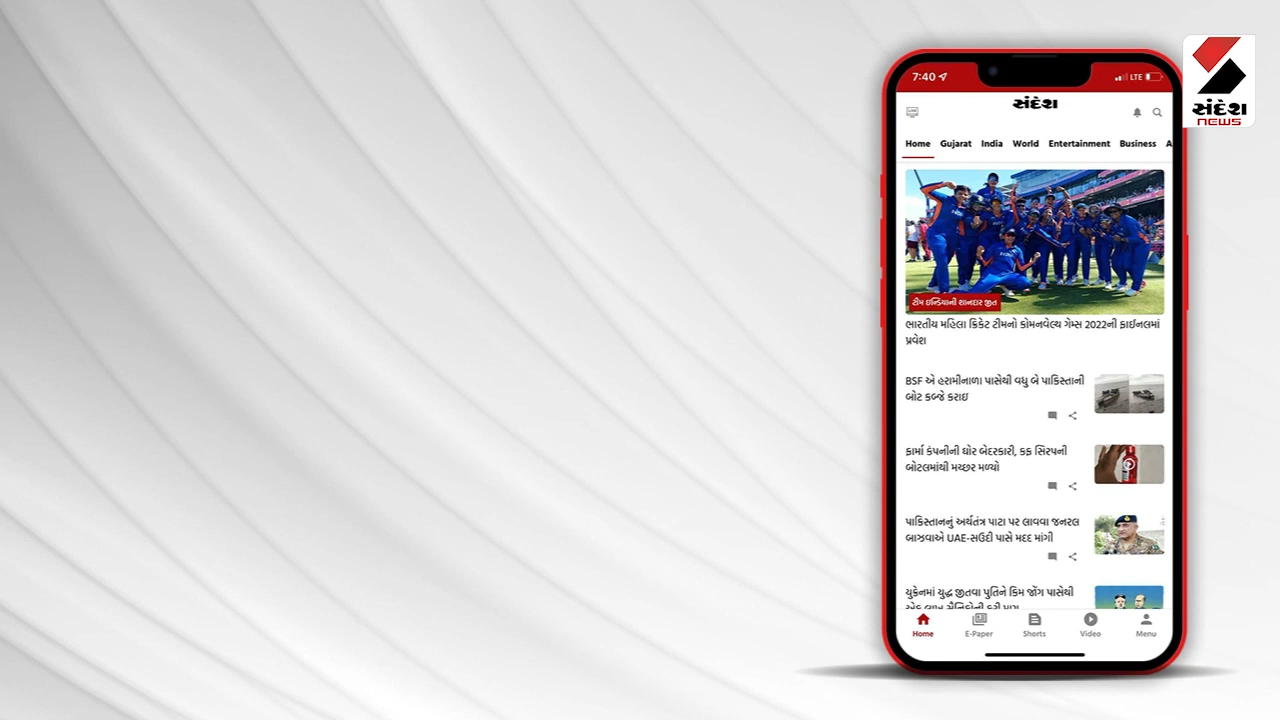 7:40
LTE
સંદેશ
સંદેશ
NEWS
Home Gujarat India World Entertainment Business A
ટીમ ઇન્ડિયાની શાનદાર જીત
ભારતીય મહિલા ક્રિકેટ ટીમનો કોમનવેલ્થ ગેમ્સ 2022ની ફાઈનલમાં
પ્રવેશ
BSF એ હરામીનાળા પાસેથી વધુ બે પાકિસ્તાની
બોટ કબ્જે કરાઇ
ફાર્મા કંપનીની ઘોર બેદરકારી, કફ સિરપની
બોટલમાંથી મચ્છર મળ્યો
પાકિસ્તાનનું અર્થતંત્ર પાટા પર લાવવા જનરલ
બાઝવાએ UAE-સઉદી પાસે મદદ માંગી
યુક્રેનમાં યુદ્ધ જીતવા પુતિને કિમ જોંગ પાસેથી
Home E-Paper Shorts Video Menu